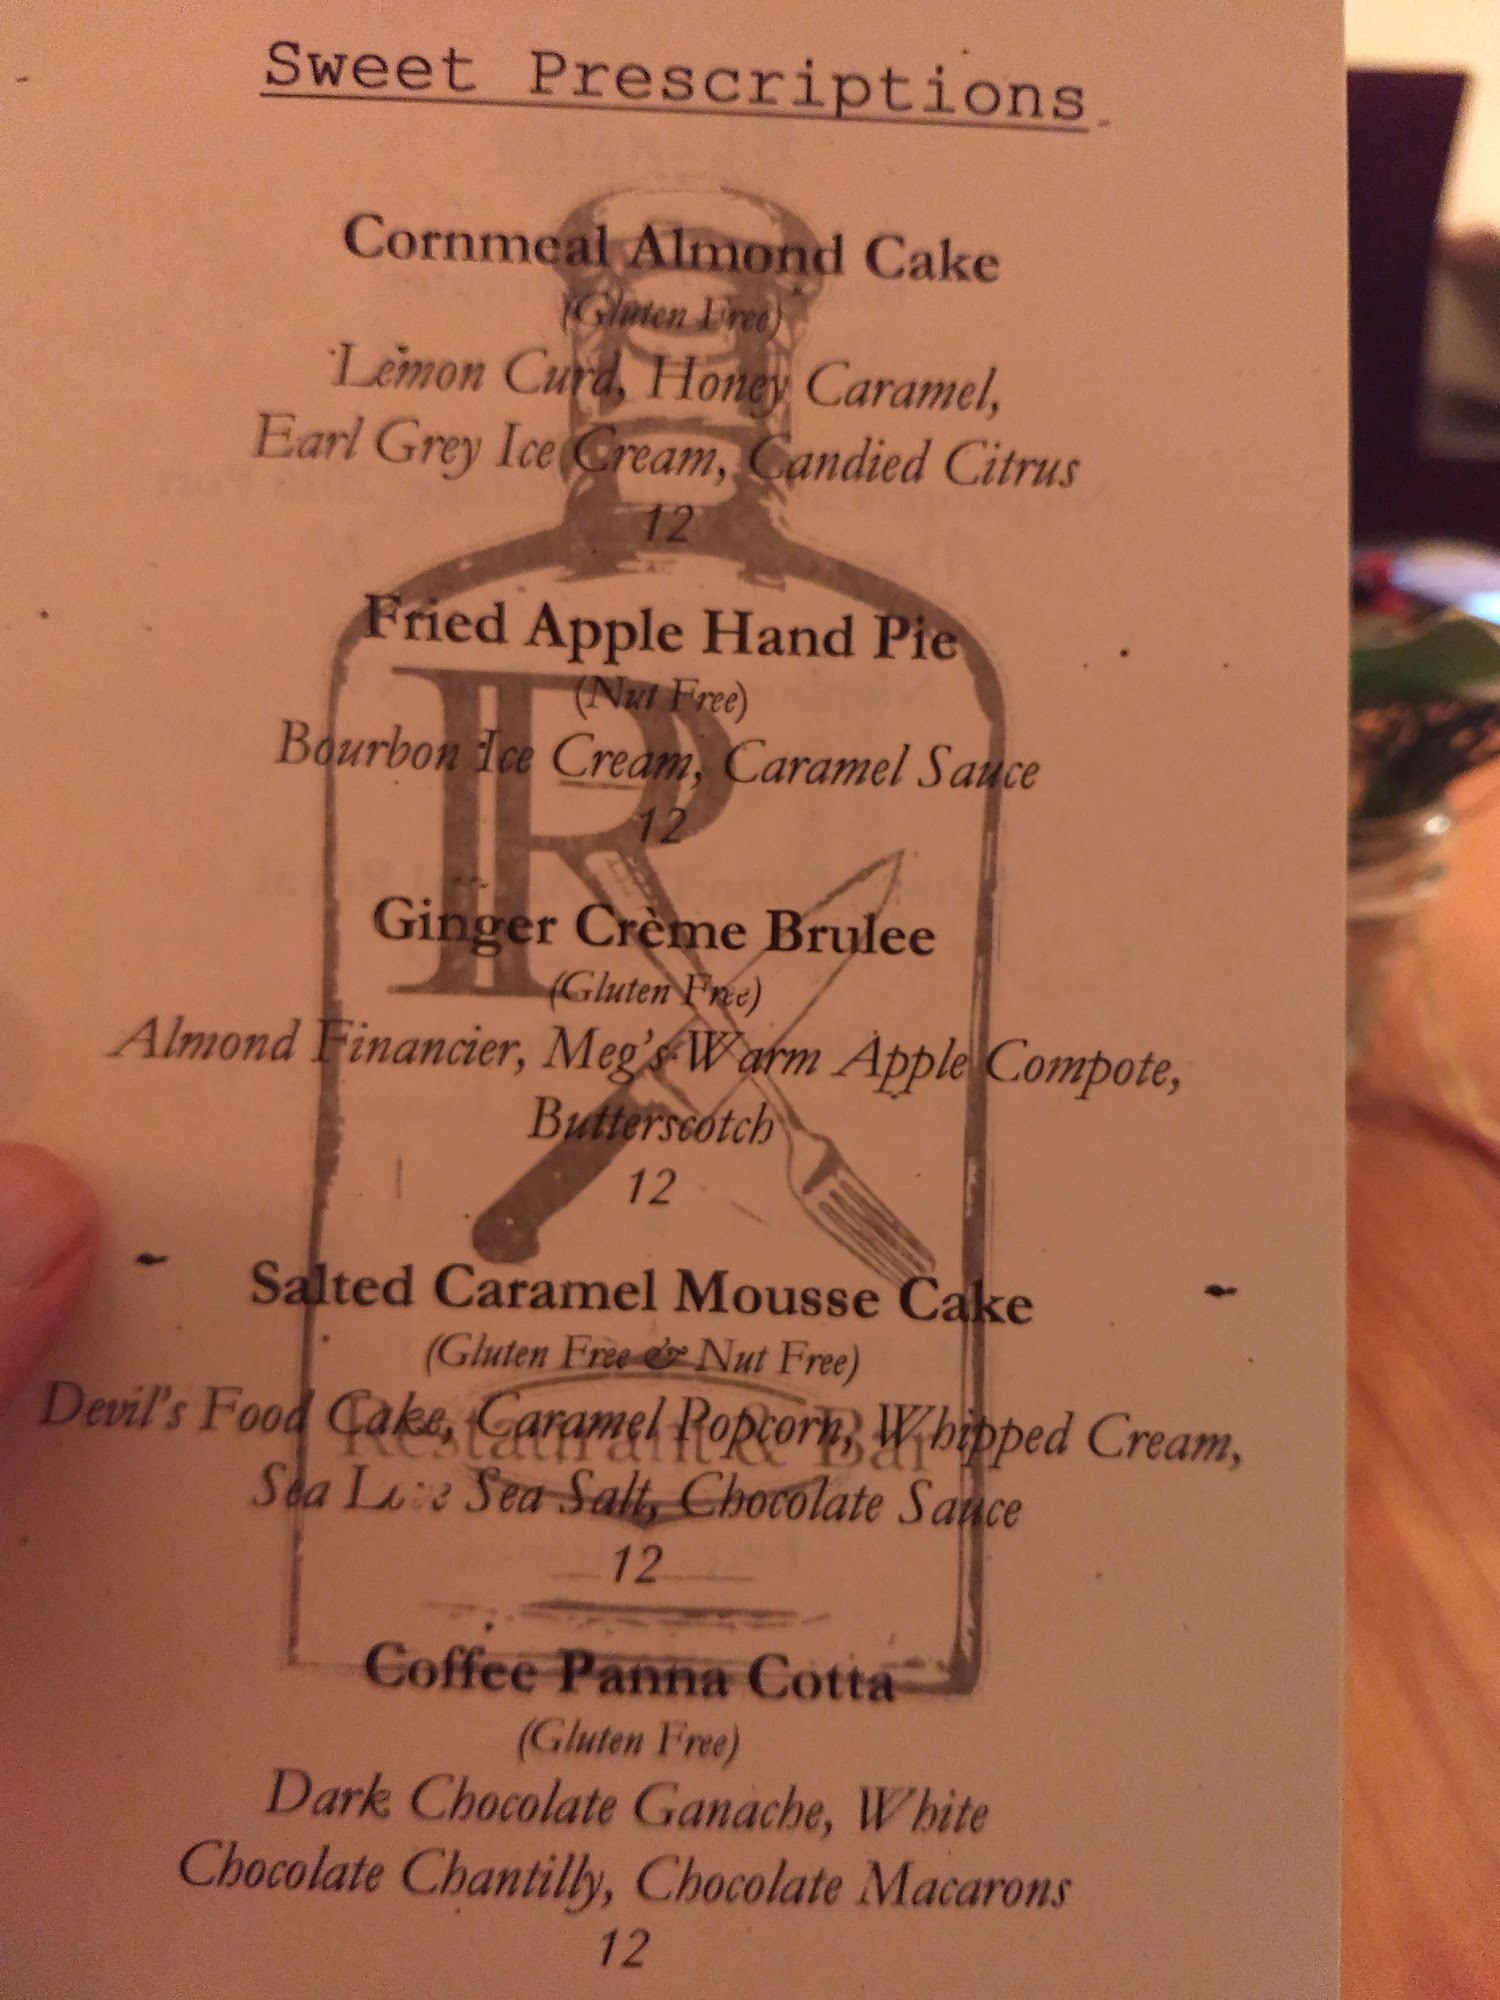 Sweet Prescriptions
Cornmeal Almond Cake
(Gluten Free)
Lemon Curd, Honey Caramel,
Earl Grey Ice Cream, Candied Citrus
12
Fried Apple Hand Pie
(Nut Free)
Bourbon Ice Cream, Caramel Sauce
12
R
Ginger Crème Brulee
(Gluten Free)
Almond Financier, Meg's Warm Apple Compote,
Butterscotch
12
Salted Caramel Mousse Cake
(Gluten Free & Nut Free)
Devil's Food Cake, Caramel Popcorn, Whipped Cream,
Restaurant & Bar
Sea Sea Salt, Chocolate Sauce
12
Coffee Panna Cotta
(Gluten Free)
Dark Chocolate Ganache, White
Chocolate Chantilly, Chocolate Macarons
12